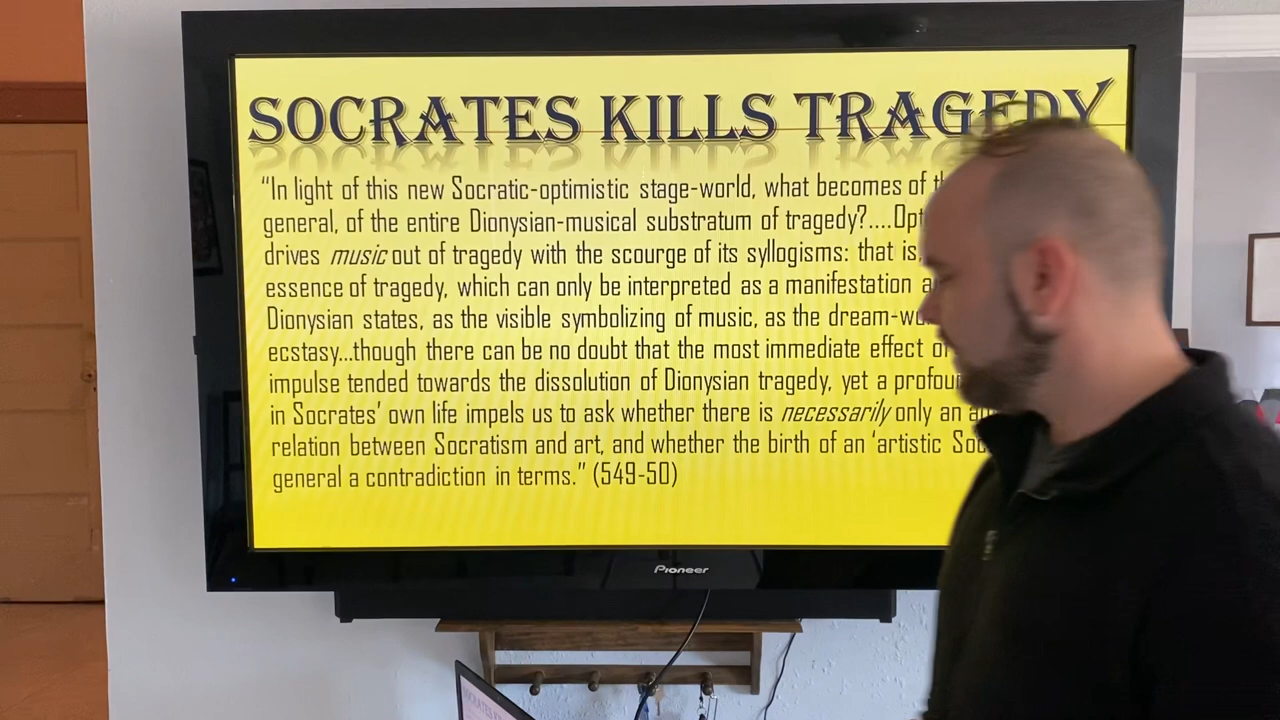 SOCRATES KILLS TRAGEDY
“In light of this new Socratic-optimistic stage-world, what becomes of
general, of the entire Dionysian-musical substratum of tragedy?....
drives music out of tragedy with the scourge of its syllogisms: that is,
essence of tragedy, which can only be interpreted as a manifestation
Dionysian states, as the visible symbolizing of music, as the
ecstasy...though there can be no doubt that the most immediate effect
impulse tended towards the dissolution of Dionysian tragedy, yet a
in Socrates’ own life impels us to ask whether there is necessarily only an
relation between Socratism and art, and whether the birth of an ‘artistic
general a contradiction in terms.” (549-50)
Pioneer